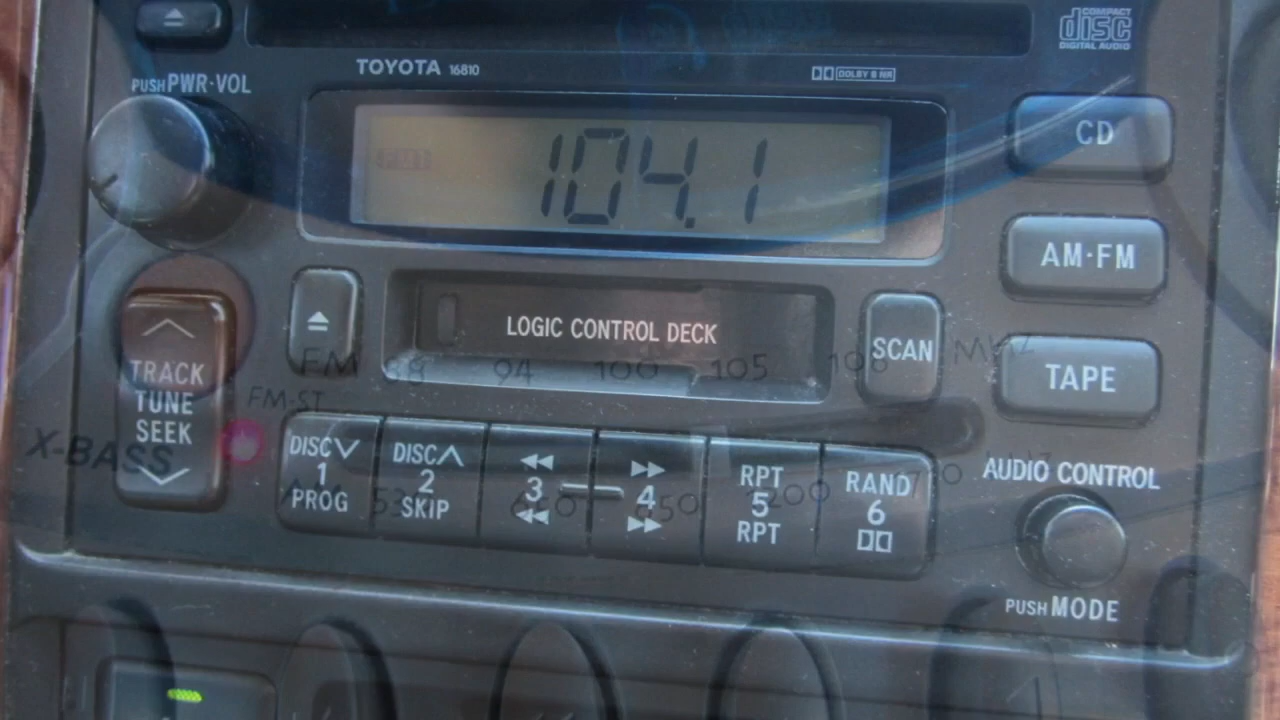 COMPACT
disc
DIGITAL AUDIO
TOYOTA 16810
DOLBY B NR
PUSH PWR·VOL
CD
104.1
AM·FM
LOGIC CONTROL DECK
SCAN
MHz
FM 88 94 100 105 108
TAPE
TRACK
TUNE
SEEK
FM·ST
X-BASS
DISC 1 PROG
DISC 2 SKIP
3
4
RPT 5 RPT
RAND 6
AUDIO CONTROL
PUSH MODE